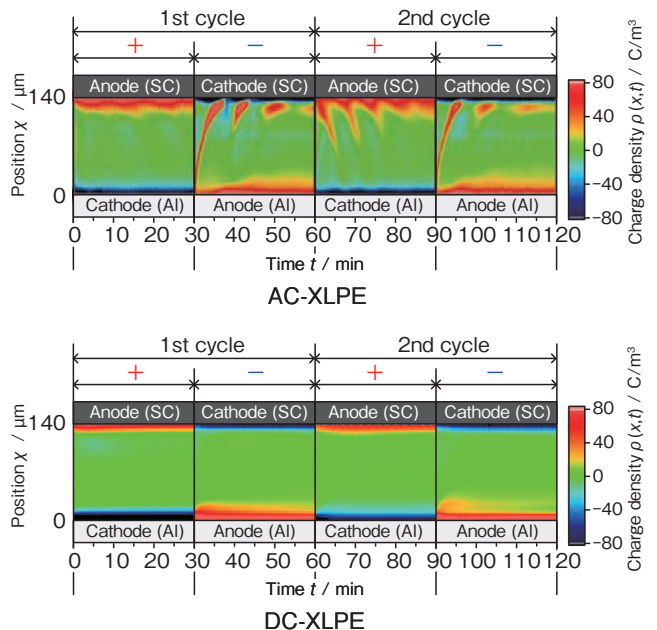 1st cycle 2nd cycle
+ − + −
Anode (SC) Cathode (SC) Anode (SC) Cathode (SC)
140
Position χ / μm
0
Cathode (Al) Anode (Al) Cathode (Al) Anode (Al)
0 10 20 30 40 50 60 70 80 90 100 110 120
Time t / min
80
40
0
−40
−80
Charge density ρ(x,t) / C/m³
AC-XLPE
1st cycle 2nd cycle
+ − + −
Anode (SC) Cathode (SC) Anode (SC) Cathode (SC)
140
Position χ / μm
0
Cathode (Al) Anode (Al) Cathode (Al) Anode (Al)
0 10 20 30 40 50 60 70 80 90 100 110 120
Time t / min
80
40
0
−40
−80
Charge density ρ(x,t) / C/m³
DC-XLPE